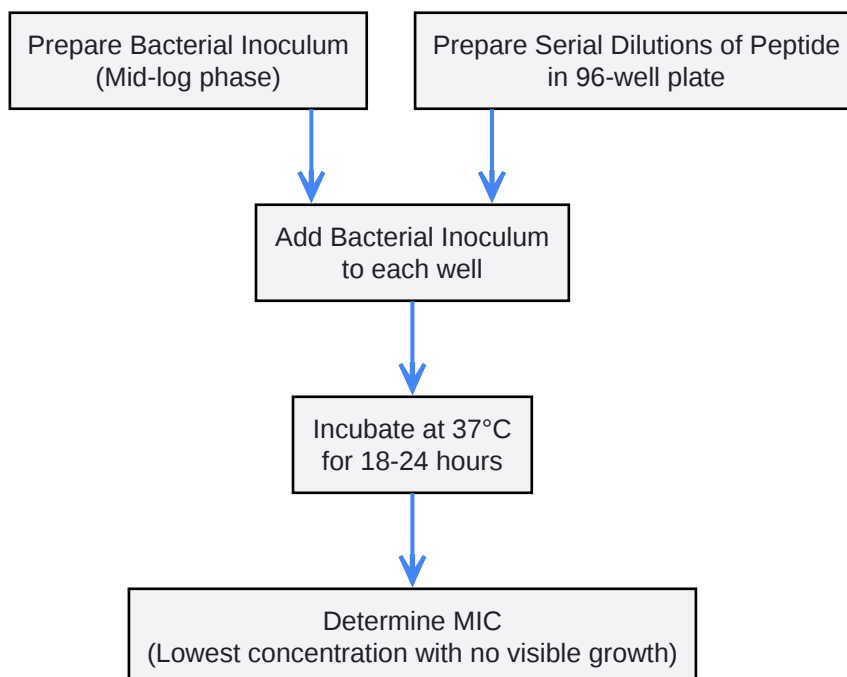 Prepare Bacterial Inoculum
(Mid-log phase)
Prepare Serial Dilutions of Peptide
in 96-well plate
Add Bacterial Inoculum
to each well
Incubate at 37°C
for 18-24 hours
Determine MIC
(Lowest concentration with no visible growth)